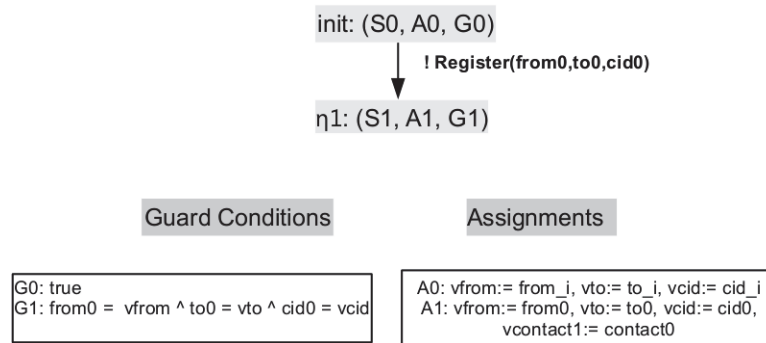 init: (S0, A0, G0)
! Register(from0,to0,cid0)
η1: (S1, A1, G1)
Guard Conditions
Assignments
G0: true
G1: from0 = vfrom ^ to0 = vto ^ cid0 = vcid
A0: vfrom:= from_i, vto:= to_i, vcid:= cid_i
A1: vfrom:= from0, vto:= to0, vcid:= cid0,
vcontact1:= contact0